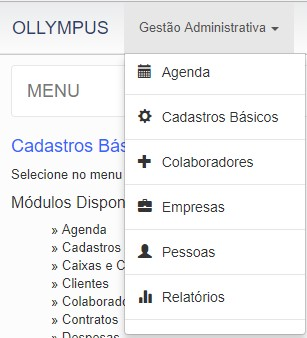 OLLYMPUS
Gestão Administrativa
MENU
Agenda
Cadastros Básicos
Colaboradores
Empresas
Pessoas
Relatórios
Cadastros Bás
Selecione no menu
Módulos Dispon
» Agenda
» Cadastros
» Caixas e C
» Clientes
» Colaborado
» Contratos
» Despesas